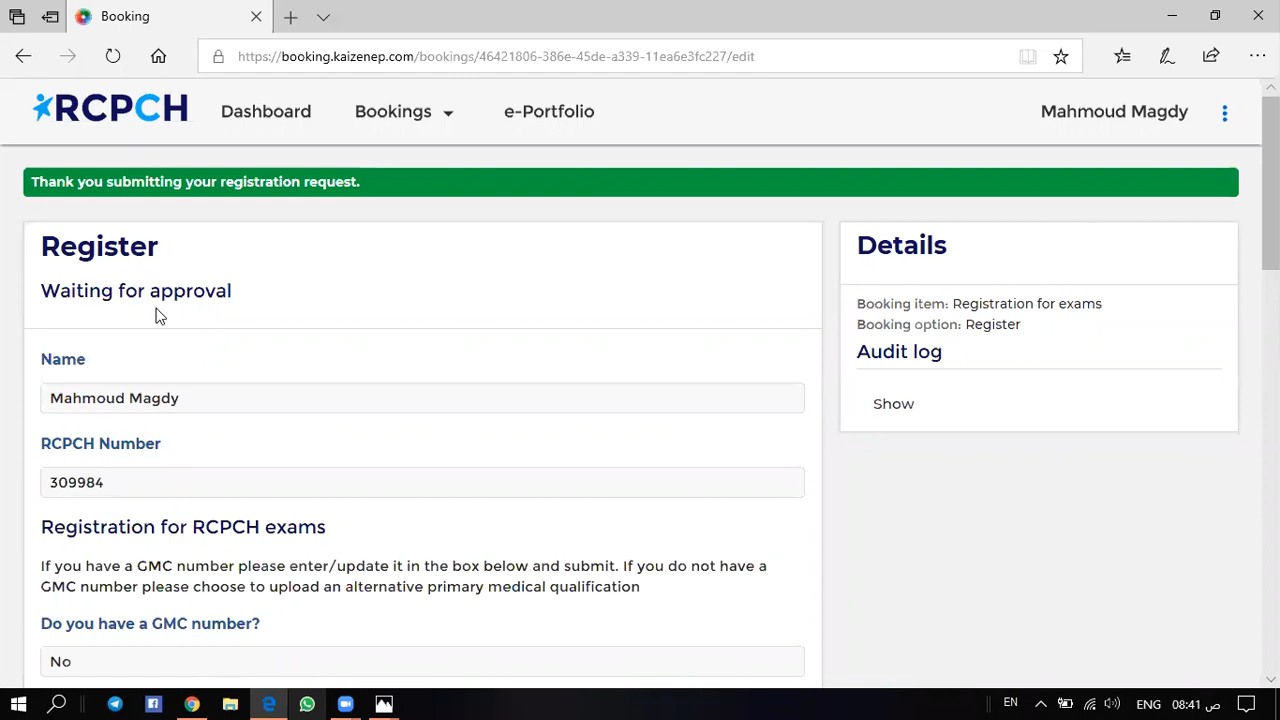 Booking
https://booking.kaizenep.com/bookings/46421806-386e-45de-a339-11ea6e3fc227/edit
RCPCH Dashboard Bookings e-Portfolio Mahmoud Magdy
Thank you submitting your registration request.
Register
Waiting for approval
Name
Mahmoud Magdy
RCPCH Number
309984
Registration for RCPCH exams
If you have a GMC number please enter/update it in the box below and submit. If you do not have a
GMC number please choose to upload an alternative primary medical qualification
Do you have a GMC number?
No
Details
Booking item: Registration for exams
Booking option: Register
Audit log
Show
EN ENG 08:41 ص